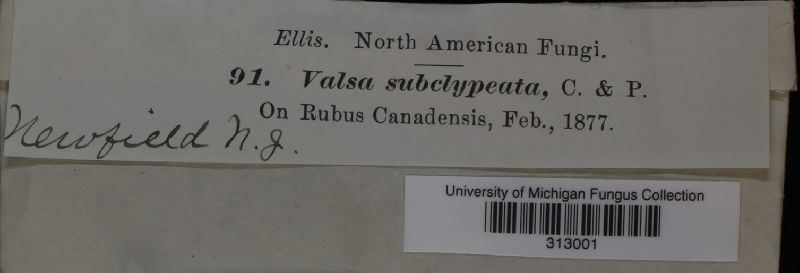 Ellis. North American Fungi.
91. Valsa subclypeata, C. & P.
On Rubus Canadensis, Feb., 1877.
Newfield N.J.
University of Michigan Fungus Collection
313001